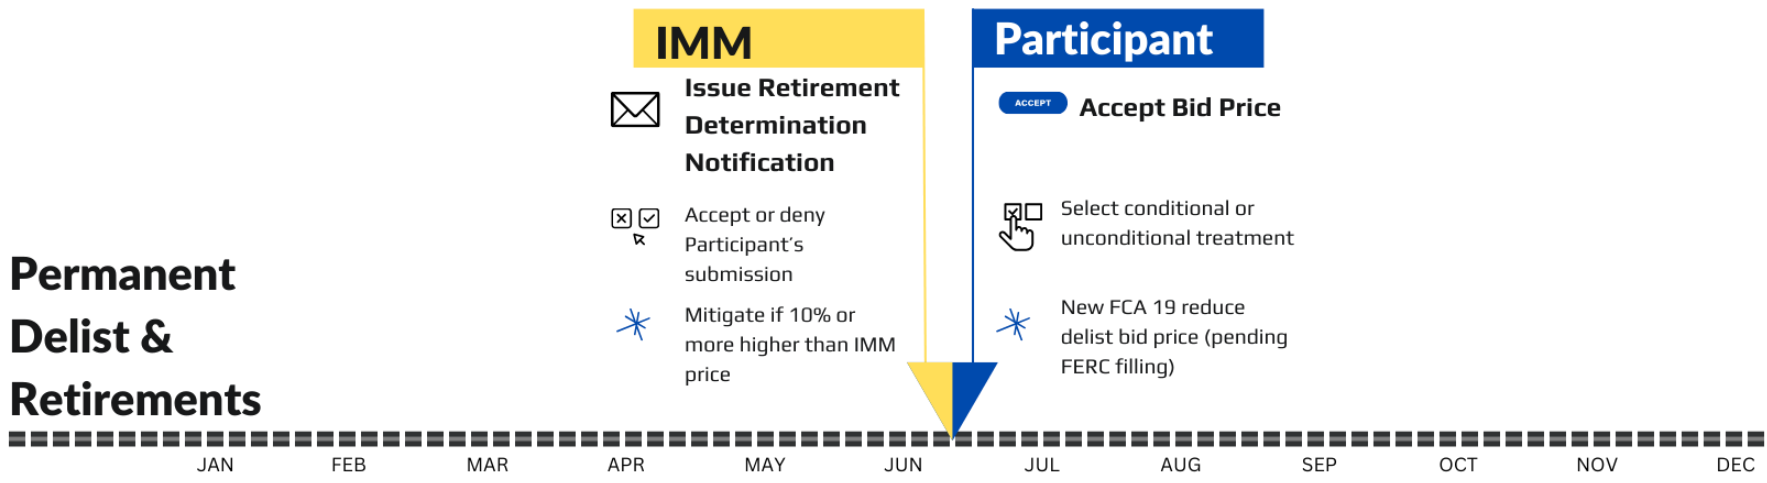 IMM
Issue Retirement
Determination
Notification
Accept or deny
Participant's
submission
Mitigate if 10% or
more higher than IMM
price
Participant
ACCEPT
Accept Bid Price
Select conditional or
unconditional treatment
New FCA 19 reduce
delist bid price (pending
FERC filling)
Permanent
Delist &
Retirements
JAN FEB MAR APR MAY JUN JUL AUG SEP OCT NOV DEC